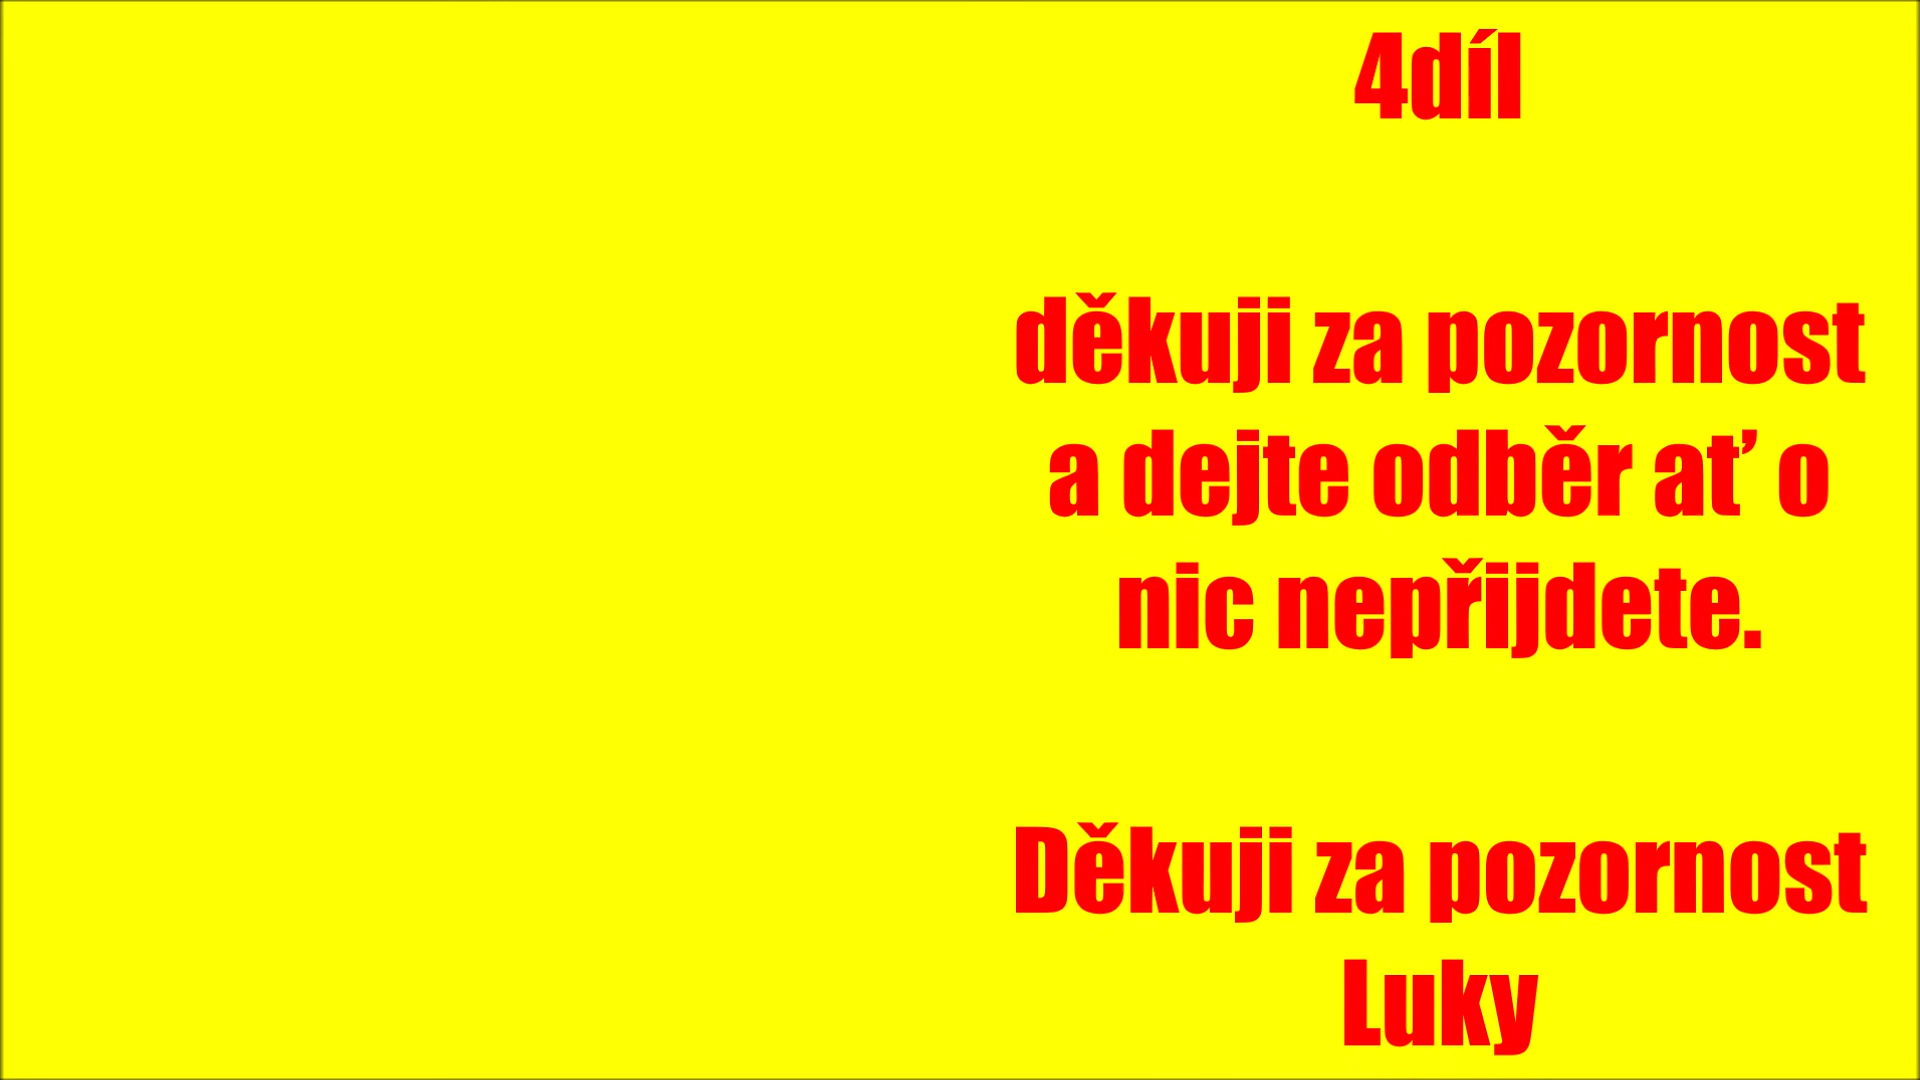 4díl
děkuji za pozornost
a dejte odběr ať o
nic nepřijdete.
Děkuji za pozornost
Luky